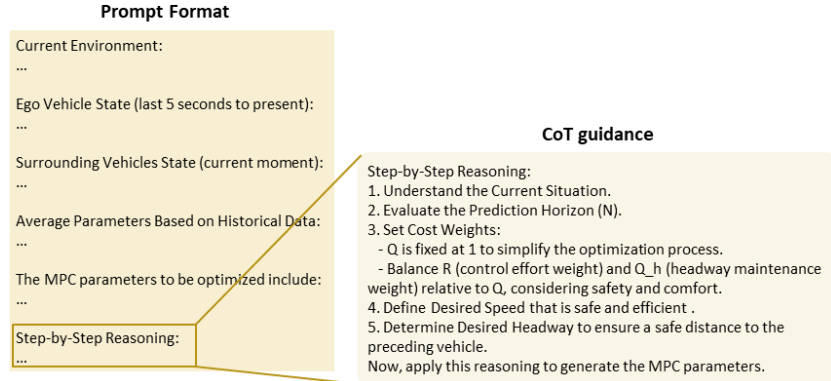 Prompt Format
Current Environment:
...
Ego Vehicle State (last 5 seconds to present):
...
Surrounding Vehicles State (current moment):
...
Average Parameters Based on Historical Data:
...
The MPC parameters to be optimized include:
...
Step-by-Step Reasoning:
...
CoT guidance
Step-by-Step Reasoning:
1. Understand the Current Situation.
2. Evaluate the Prediction Horizon (N).
3. Set Cost Weights:
- Q is fixed at 1 to simplify the optimization process.
- Balance R (control effort weight) and Q_h (headway maintenance
weight) relative to Q, considering safety and comfort.
4. Define Desired Speed that is safe and efficient .
5. Determine Desired Headway to ensure a safe distance to the
preceding vehicle.
Now, apply this reasoning to generate the MPC parameters.